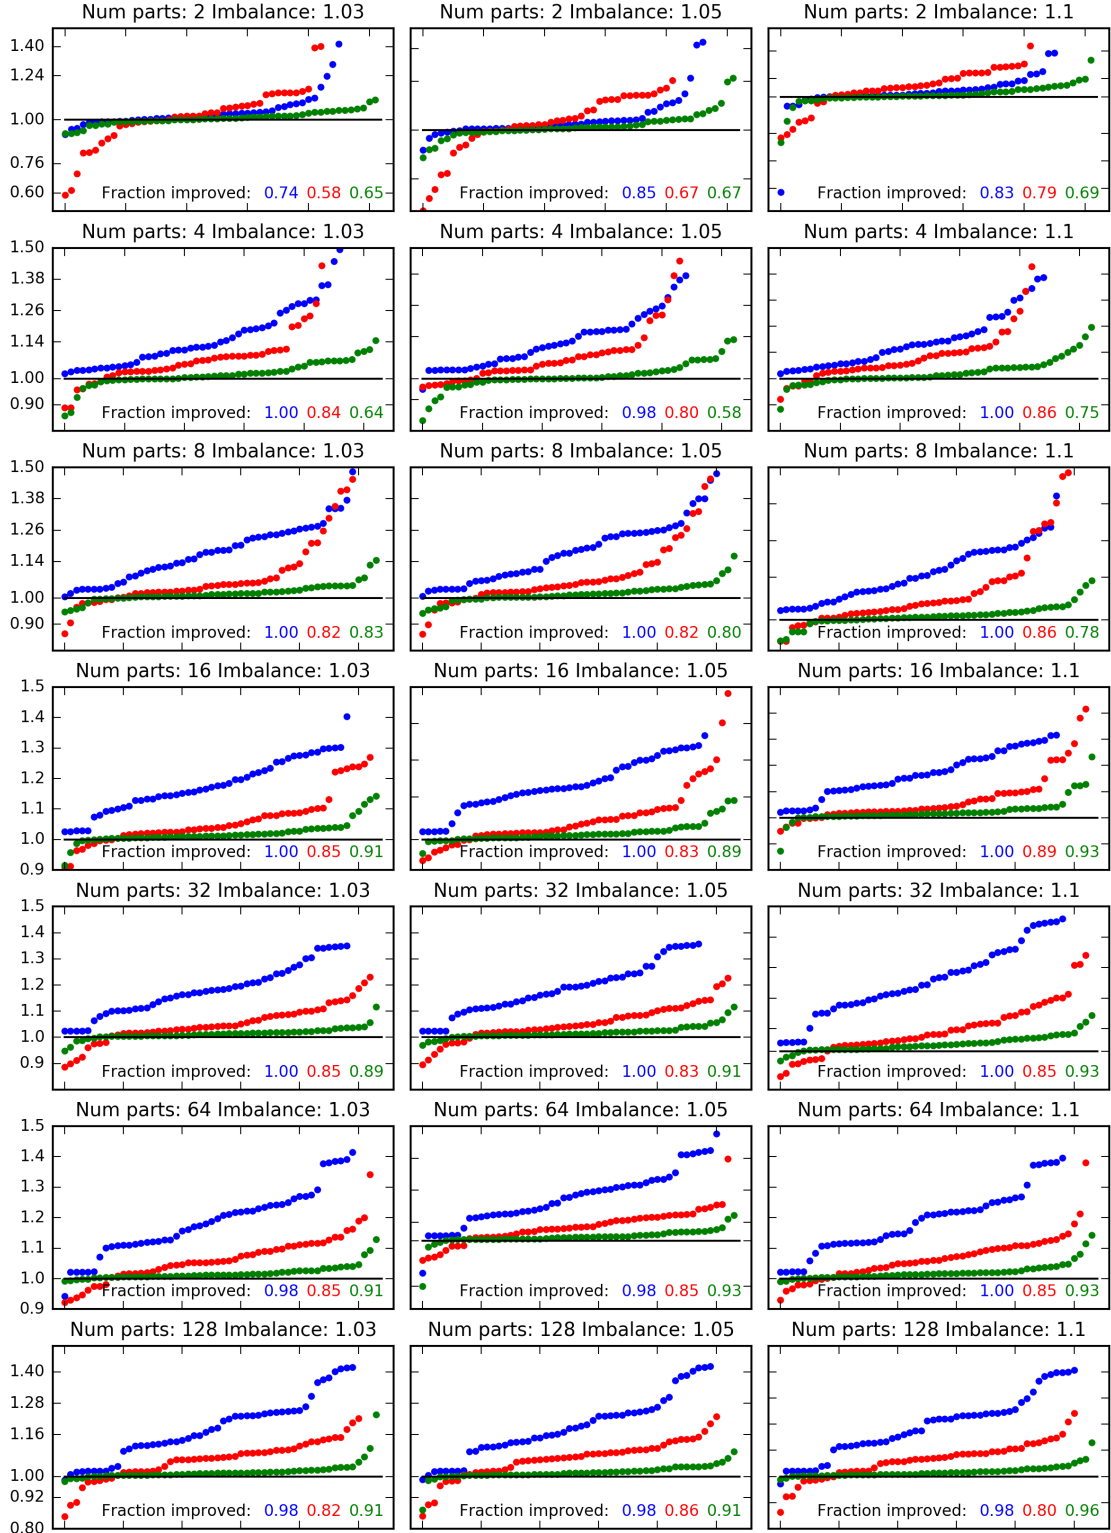 Num parts: 2 Imbalance: 1.03
Num parts: 2 Imbalance: 1.05
Num parts: 2 Imbalance: 1.1
1.40
1.24
1.00
0.76
0.60
Fraction improved: 0.74 0.58 0.65
Fraction improved: 0.85 0.67 0.67
Fraction improved: 0.83 0.79 0.69
Num parts: 4 Imbalance: 1.03
Num parts: 4 Imbalance: 1.05
Num parts: 4 Imbalance: 1.1
1.50
1.38
1.26
1.14
1.00
0.90
Fraction improved: 1.00 0.84 0.64
Fraction improved: 0.98 0.80 0.58
Fraction improved: 1.00 0.86 0.75
Num parts: 8 Imbalance: 1.03
Num parts: 8 Imbalance: 1.05
Num parts: 8 Imbalance: 1.1
1.50
1.38
1.26
1.14
1.00
0.90
Fraction improved: 1.00 0.82 0.83
Fraction improved: 1.00 0.82 0.80
Fraction improved: 1.00 0.86 0.78
Num parts: 16 Imbalance: 1.03
Num parts: 16 Imbalance: 1.05
Num parts: 16 Imbalance: 1.1
1.5
1.4
1.3
1.2
1.1
1.0
0.9
Fraction improved: 1.00 0.85 0.91
Fraction improved: 1.00 0.83 0.89
Fraction improved: 1.00 0.89 0.93
Num parts: 32 Imbalance: 1.03
Num parts: 32 Imbalance: 1.05
Num parts: 32 Imbalance: 1.1
1.5
1.4
1.3
1.2
1.1
1.0
0.9
Fraction improved: 1.00 0.85 0.89
Fraction improved: 1.00 0.83 0.91
Fraction improved: 1.00 0.85 0.93
Num parts: 64 Imbalance: 1.03
Num parts: 64 Imbalance: 1.05
Num parts: 64 Imbalance: 1.1
1.5
1.4
1.3
1.2
1.1
1.0
0.9
Fraction improved: 0.98 0.85 0.91
Fraction improved: 0.98 0.85 0.93
Fraction improved: 1.00 0.85 0.93
Num parts: 128 Imbalance: 1.03
Num parts: 128 Imbalance: 1.05
Num parts: 128 Imbalance: 1.1
1.40
1.28
1.16
1.00
0.92
0.80
Fraction improved: 0.98 0.82 0.91
Fraction improved: 0.98 0.86 0.91
Fraction improved: 0.98 0.80 0.96